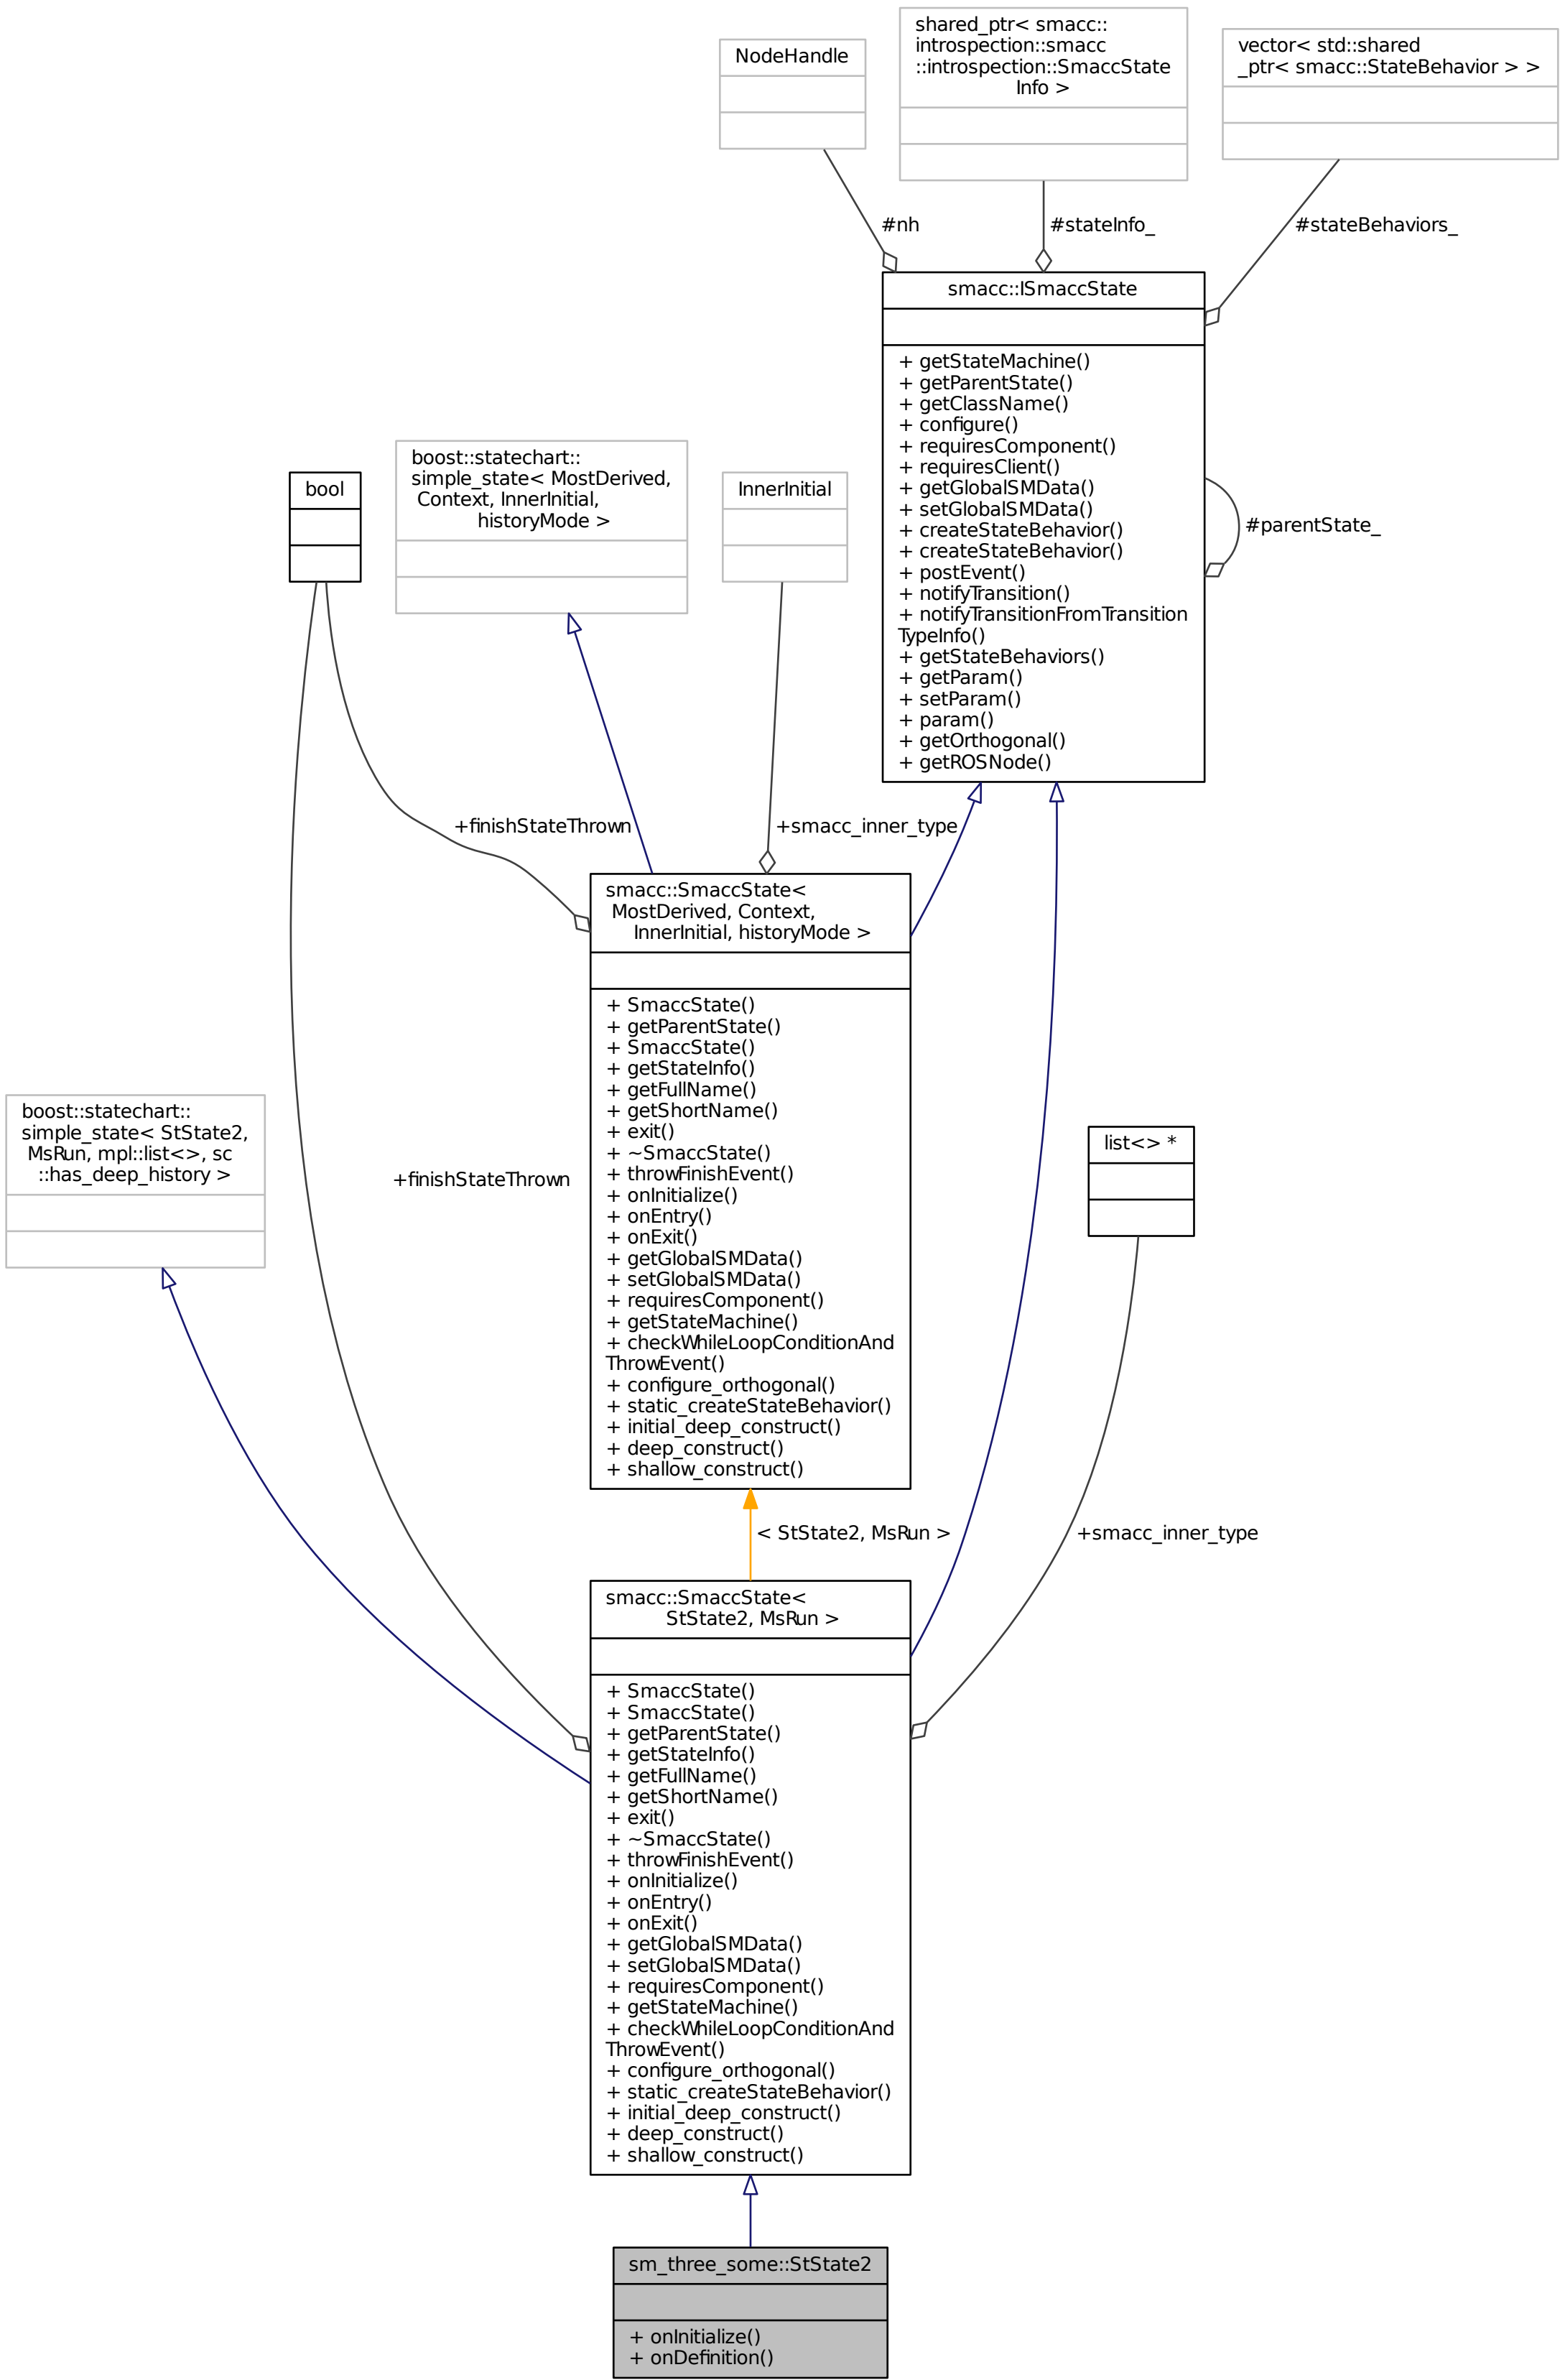 NodeHandle
shared_ptr< smacc::
introspection::smacc
::introspection::SmaccState
Info >
vector< std::shared
_ptr< smacc::StateBehavior > >
#nh
#stateInfo_
#stateBehaviors_
smacc::ISmaccState
+ getStateMachine()
+ getParentState()
+ getClassName()
+ configure()
+ requiresComponent()
+ requiresClient()
+ getGlobalSMData()
+ setGlobalSMData()
+ createStateBehavior()
+ createStateBehavior()
+ postEvent()
+ notifyTransition()
+ notifyTransitionFromTransition
TypeInfo()
+ getStateBehaviors()
+ getParam()
+ setParam()
+ param()
+ getOrthogonal()
+ getROSNode()
#parentState_
bool
boost::statechart::
simple_state< MostDerived,
Context, InnerInitial,
historyMode >
InnerInitial
+finishStateThrown
+smacc_inner_type
smacc::SmaccState<
MostDerived, Context,
InnerInitial, historyMode >
+ SmaccState()
+ getParentState()
+ SmaccState()
+ getStateInfo()
+ getFullName()
+ getShortName()
+ exit()
+ ~SmaccState()
+ throwFinishEvent()
+ onInitialize()
+ onEntry()
+ onExit()
+ getGlobalSMData()
+ setGlobalSMData()
+ requiresComponent()
+ getStateMachine()
+ checkWhileLoopConditionAnd
ThrowEvent()
+ configure_orthogonal()
+ static_createStateBehavior()
+ initial_deep_construct()
+ deep_construct()
+ shallow_construct()
boost::statechart::
simple_state< StState2,
MsRun, mpl::list<>, sc
::has_deep_history >
+finishStateThrown
list<> *
< StState2, MsRun >
+smacc_inner_type
smacc::SmaccState<
StState2, MsRun >
+ SmaccState()
+ SmaccState()
+ getParentState()
+ getStateInfo()
+ getFullName()
+ getShortName()
+ exit()
+ ~SmaccState()
+ throwFinishEvent()
+ onInitialize()
+ onEntry()
+ onExit()
+ getGlobalSMData()
+ setGlobalSMData()
+ requiresComponent()
+ getStateMachine()
+ checkWhileLoopConditionAnd
ThrowEvent()
+ configure_orthogonal()
+ static_createStateBehavior()
+ initial_deep_construct()
+ deep_construct()
+ shallow_construct()
sm_three_some::StState2
+ onInitialize()
+ onDefinition()